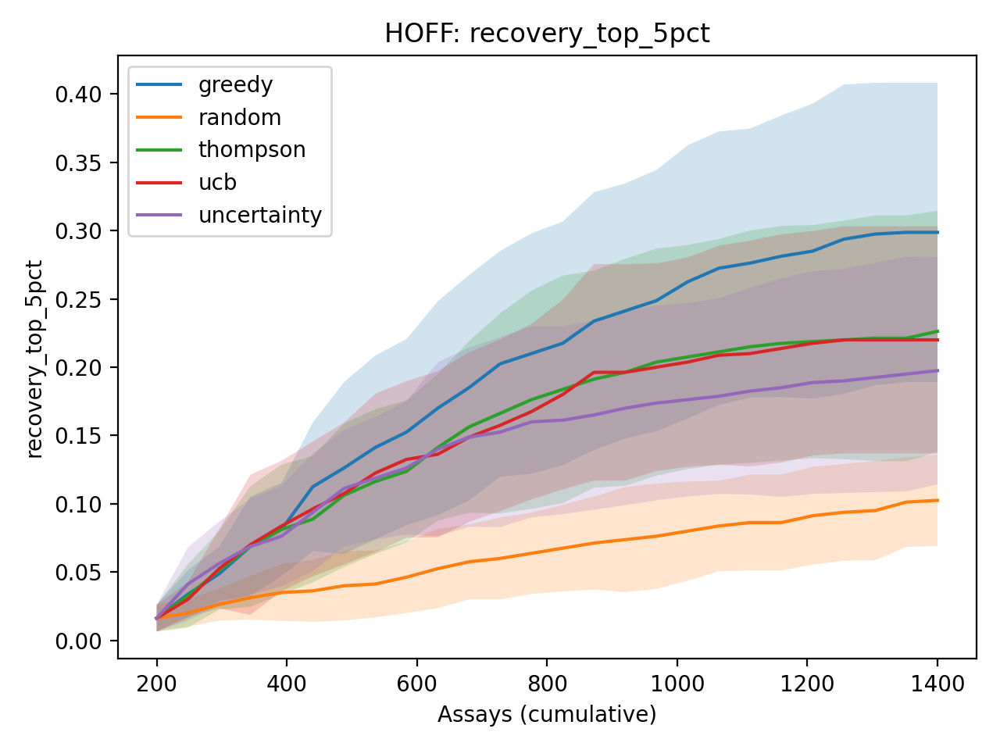 HOFF: recovery_top_5pct
greedy
random
thompson
ucb
uncertainty
recovery_top_5pct
0.40
0.35
0.30
0.25
0.20
0.15
0.10
0.05
0.00
200 400 600 800 1000 1200 1400
Assays (cumulative)